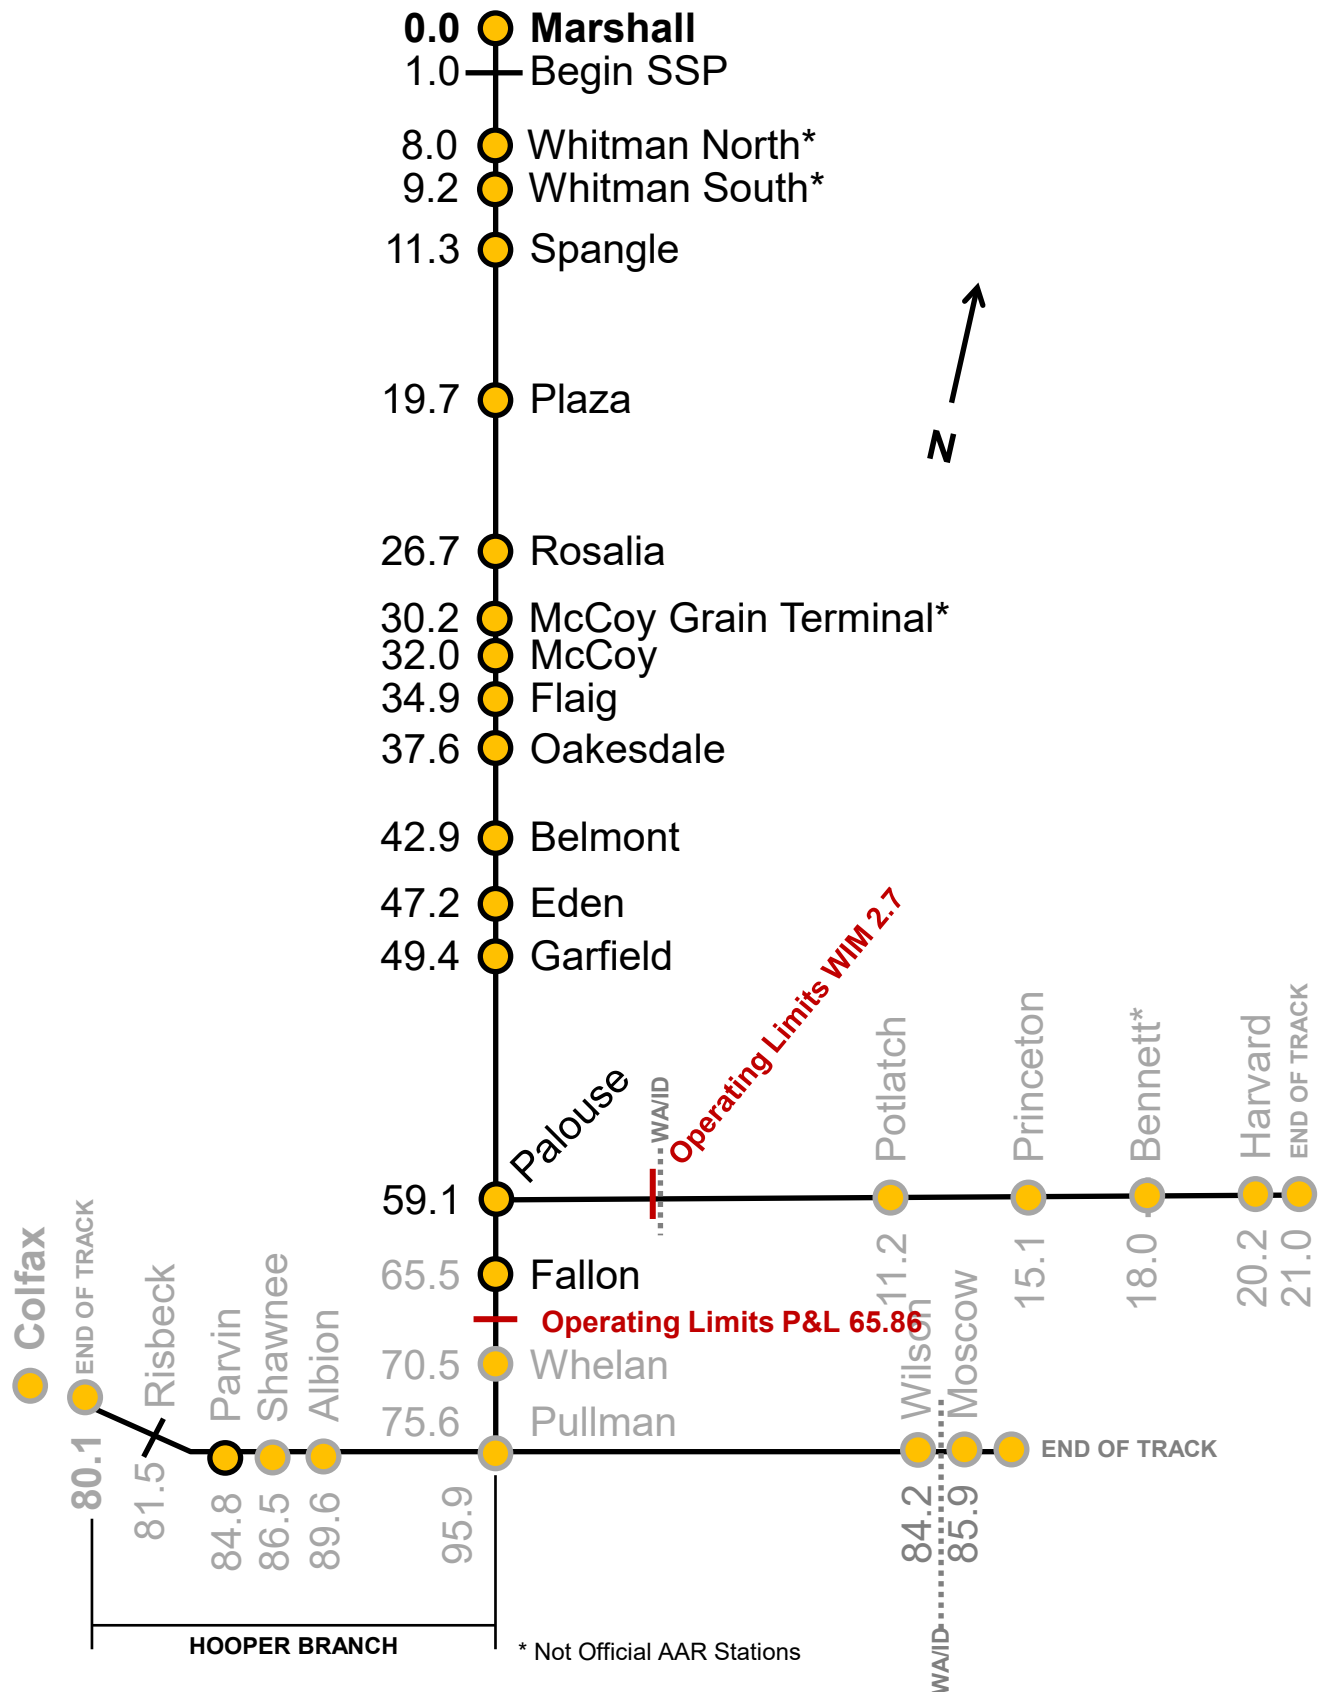 0.0 Marshall
1.0 Begin SSP
8.0 Whitman North*
9.2 Whitman South*
11.3 Spangle
19.7 Plaza
N
26.7 Rosalia
30.2 McCoy Grain Terminal*
32.0 McCoy
34.9 Flaig
37.6 Oakesdale
42.9 Belmont
47.2 Eden
49.4 Garfield
59.1 Palouse
WA/ID
Operating Limits WIM 2.7
Potlatch
11.2
Princeton
15.1
Bennett*
18.0
Harvard
20.2
END OF TRACK
21.0
65.5 Fallon
Operating Limits P&L 65.86
70.5 Whelan
75.6 Pullman
Colfax
END OF TRACK
80.1
Risbeck
81.5
Parvin
84.8
Shawnee
86.5
Albion
89.6
95.9
Wilson
84.2
Moscow
85.9
END OF TRACK
WA/ID
HOOPER BRANCH
* Not Official AAR Stations